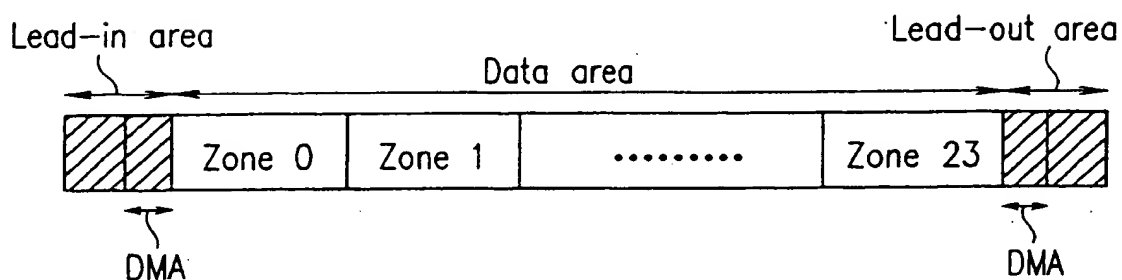 Lead-in area
Lead-out area
Data area
Zone 0
Zone 1
.........
Zone 23
DMA
DMA